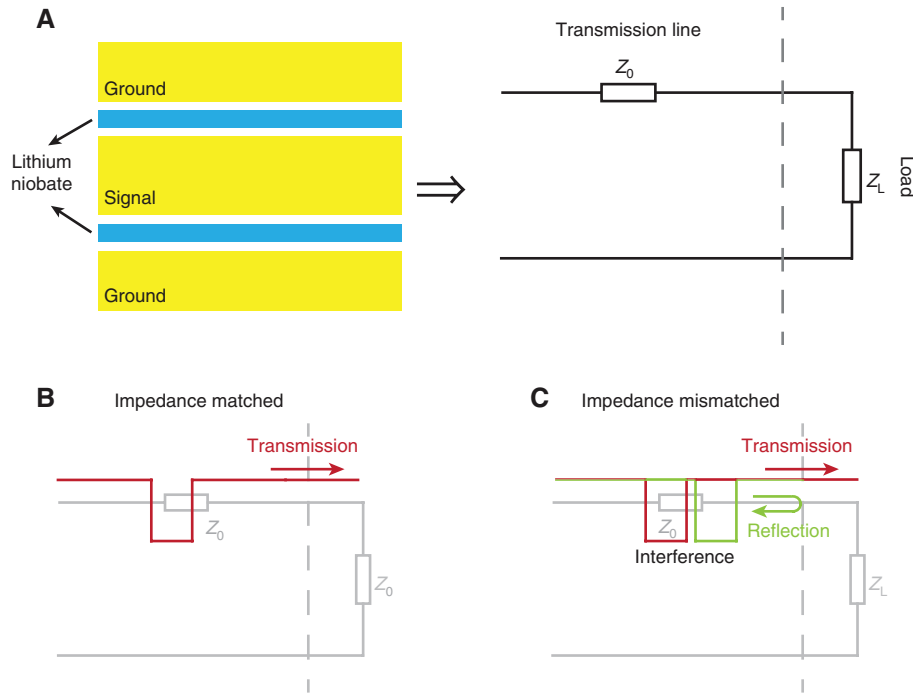 A
Ground
Lithium
niobate
Signal
Ground
Transmission line
Z0
ZL
Load
B
Impedance matched
Transmission
Z0
Z0
C
Impedance mismatched
Transmission
Z0
Reflection
Interference
ZL